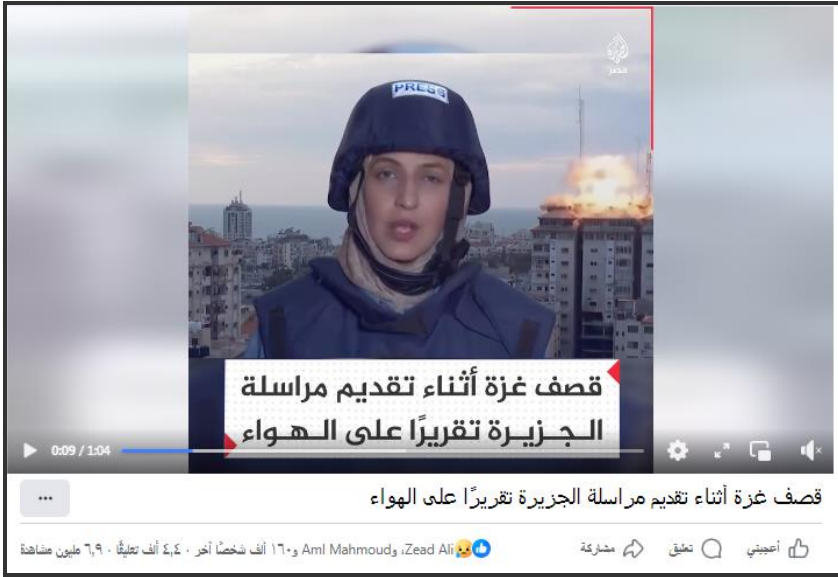 مصر
PRESS
قصف غزة أثناء تقديم مراسلة
الـجـزيـرة تقريرًا على الـهـواء
0:09 / 1:04
قصف غزة أثناء تقديم مراسلة الجزيرة تقريرًا على الهواء
...
أعجبني تعليق مشاركة
Zead Ali، وAml Mahmoud و١٦٠ ألف شخصًا آخر · ٤,٤ ألف تعليقًا · ٦,٩ مليون مشاهدة